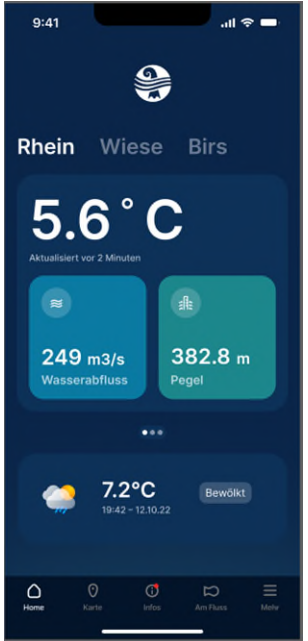 9:41
Rhein Wiese Birs
5.6 ° C
Aktualisiert vor 2 Minuten
249 m3/s
Wasserabfluss
382.8 m
Pegel
7.2°C
Bewölkt
19:42 – 12.10.22
Home Karte Infos Am Fluss Mehr